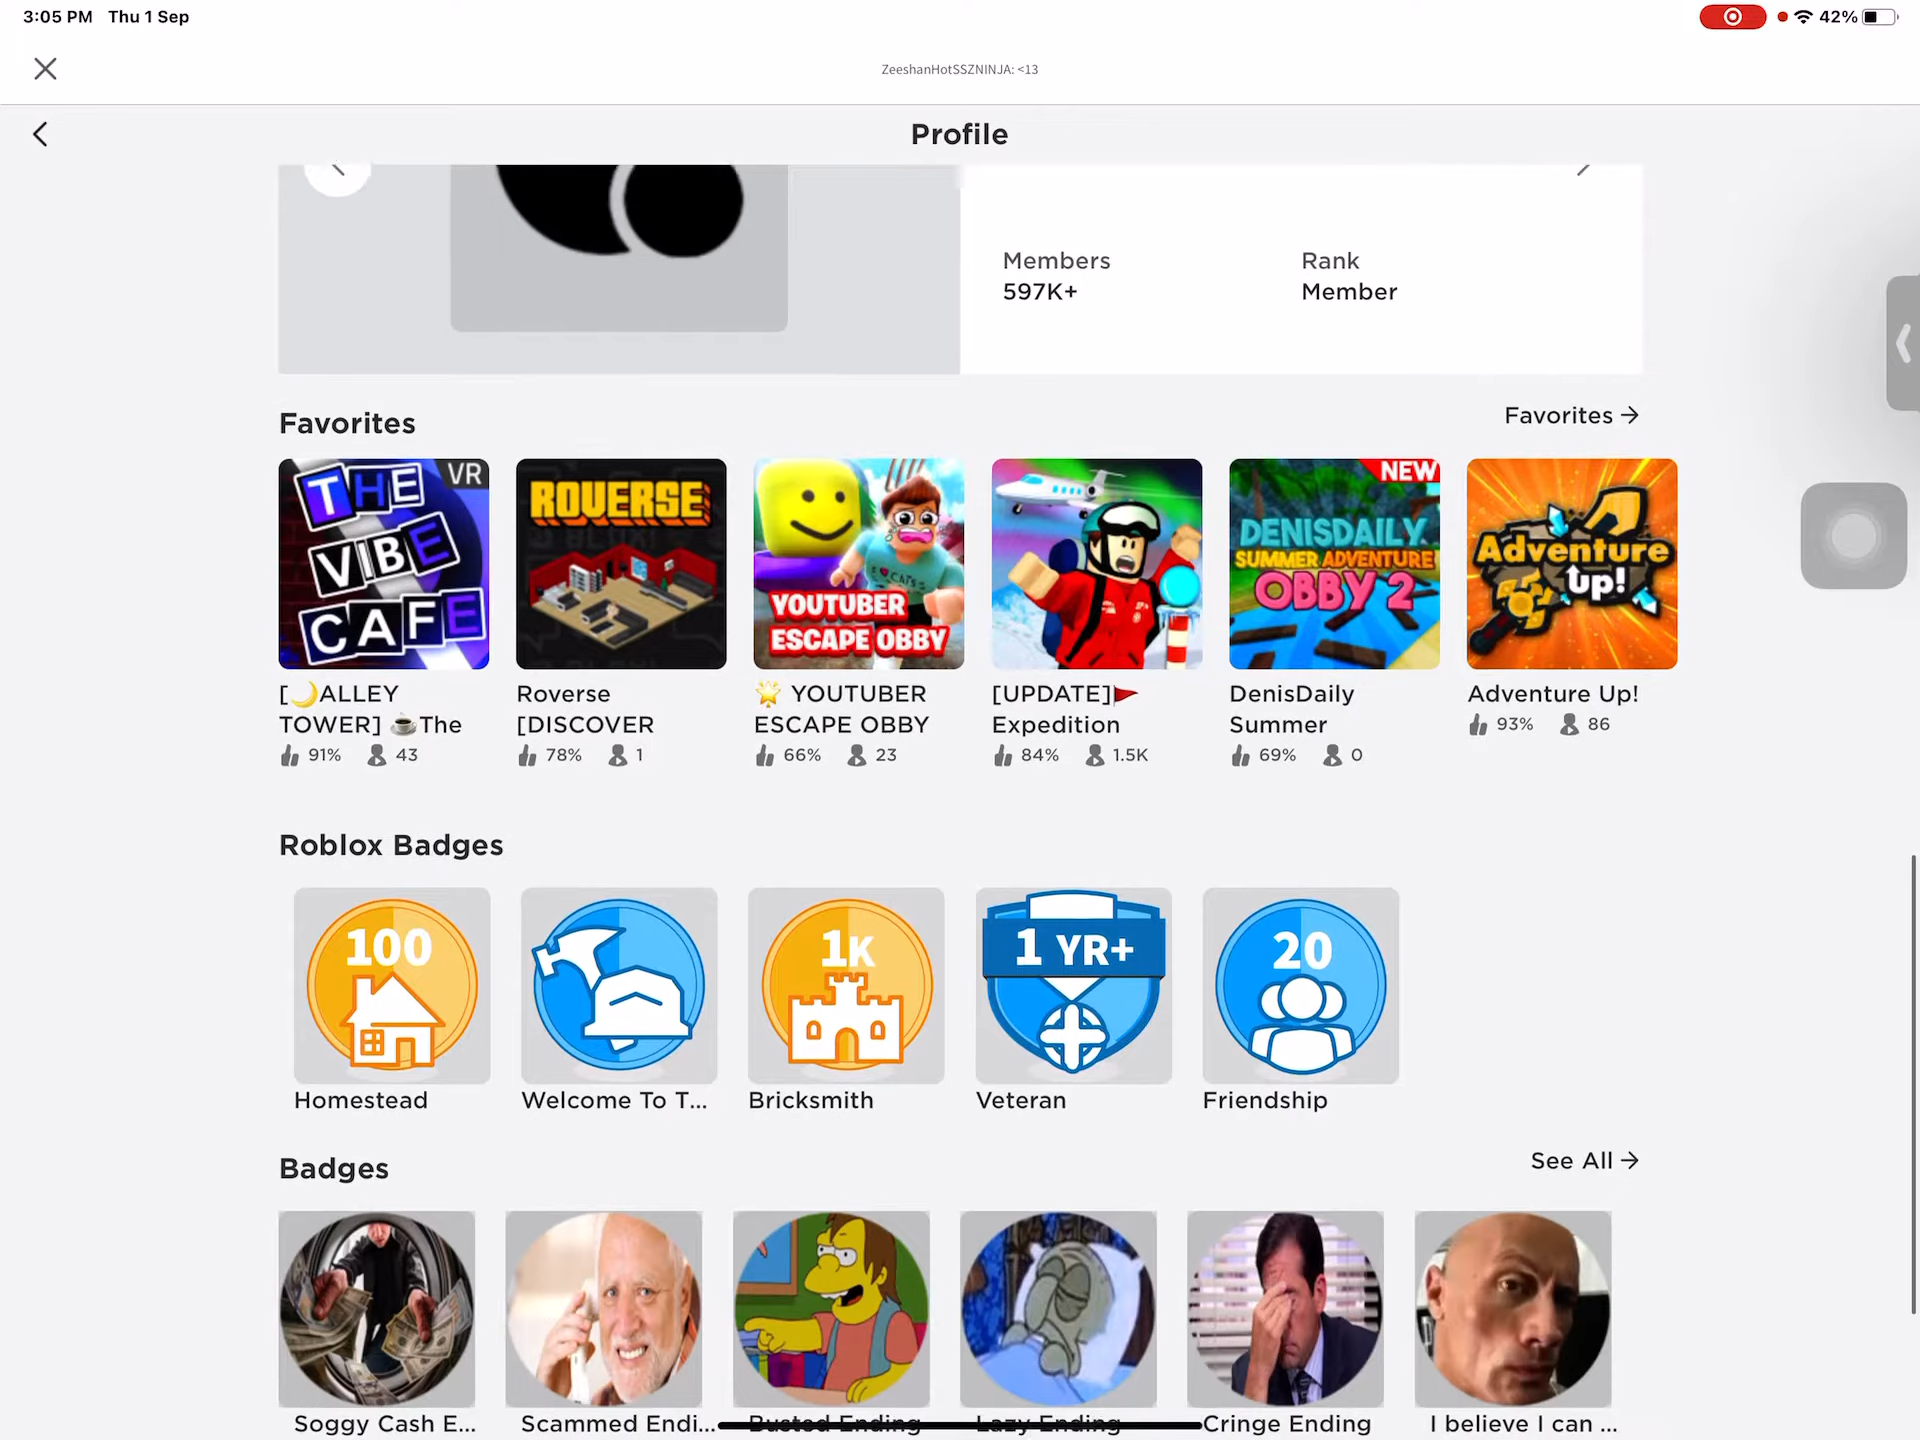 3:05 PM Thu 1 Sep
42%
ZeeshanHotSSZNINJA: <13
Profile
Members
597K+
Rank
Member
Favorites
Favorites →
THE VR
VIBE
CAFE
ROVERSE
YOUTUBER
ESCAPE OBBY
NEW
DENISDAILY
SUMMER ADVENTURE
OBBY 2
Adventure
Up!
[🌙ALLEY
TOWER] ☕The
91% 43
Roverse
[DISCOVER
78% 1
🌟 YOUTUBER
ESCAPE OBBY
66% 23
[UPDATE]🚩
Expedition
84% 1.5K
DenisDaily
Summer
69% 0
Adventure Up!
93% 86
Roblox Badges
100
1K
1 YR+
20
Homestead
Welcome To T...
Bricksmith
Veteran
Friendship
Badges
See All →
Soggy Cash E...
Scammed Endi...
Busted Ending
Lazy Ending
Cringe Ending
I believe I can ...